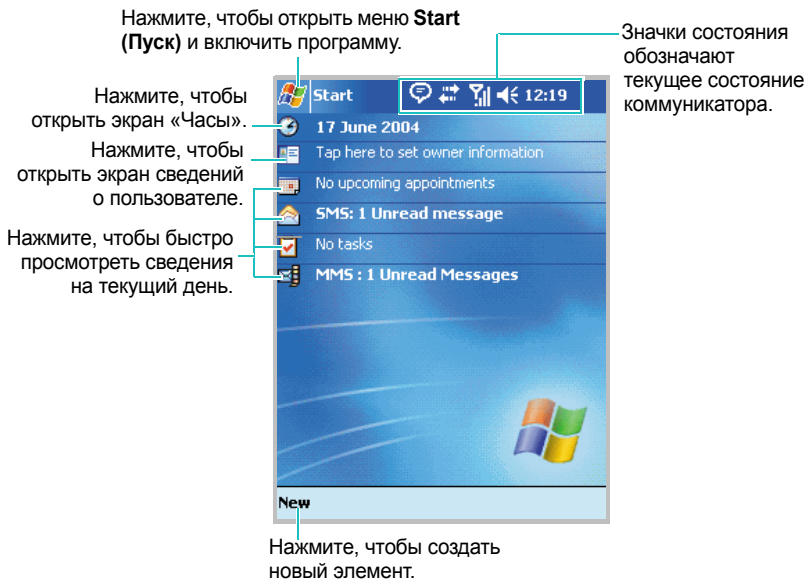 Нажмите, чтобы открыть меню Start
(Пуск) и включить программу.
Значки состояния
обозначают
текущее состояние
коммуникатора.
Нажмите, чтобы
открыть экран «Часы».
Нажмите, чтобы
открыть экран сведений
о пользователе.
Нажмите, чтобы быстро
просмотреть сведения
на текущий день.
Start 12:19
17 June 2004
Tap here to set owner information
No upcoming appointments
SMS: 1 Unread message
No tasks
MMS : 1 Unread Messages
New
Нажмите, чтобы создать
новый элемент.